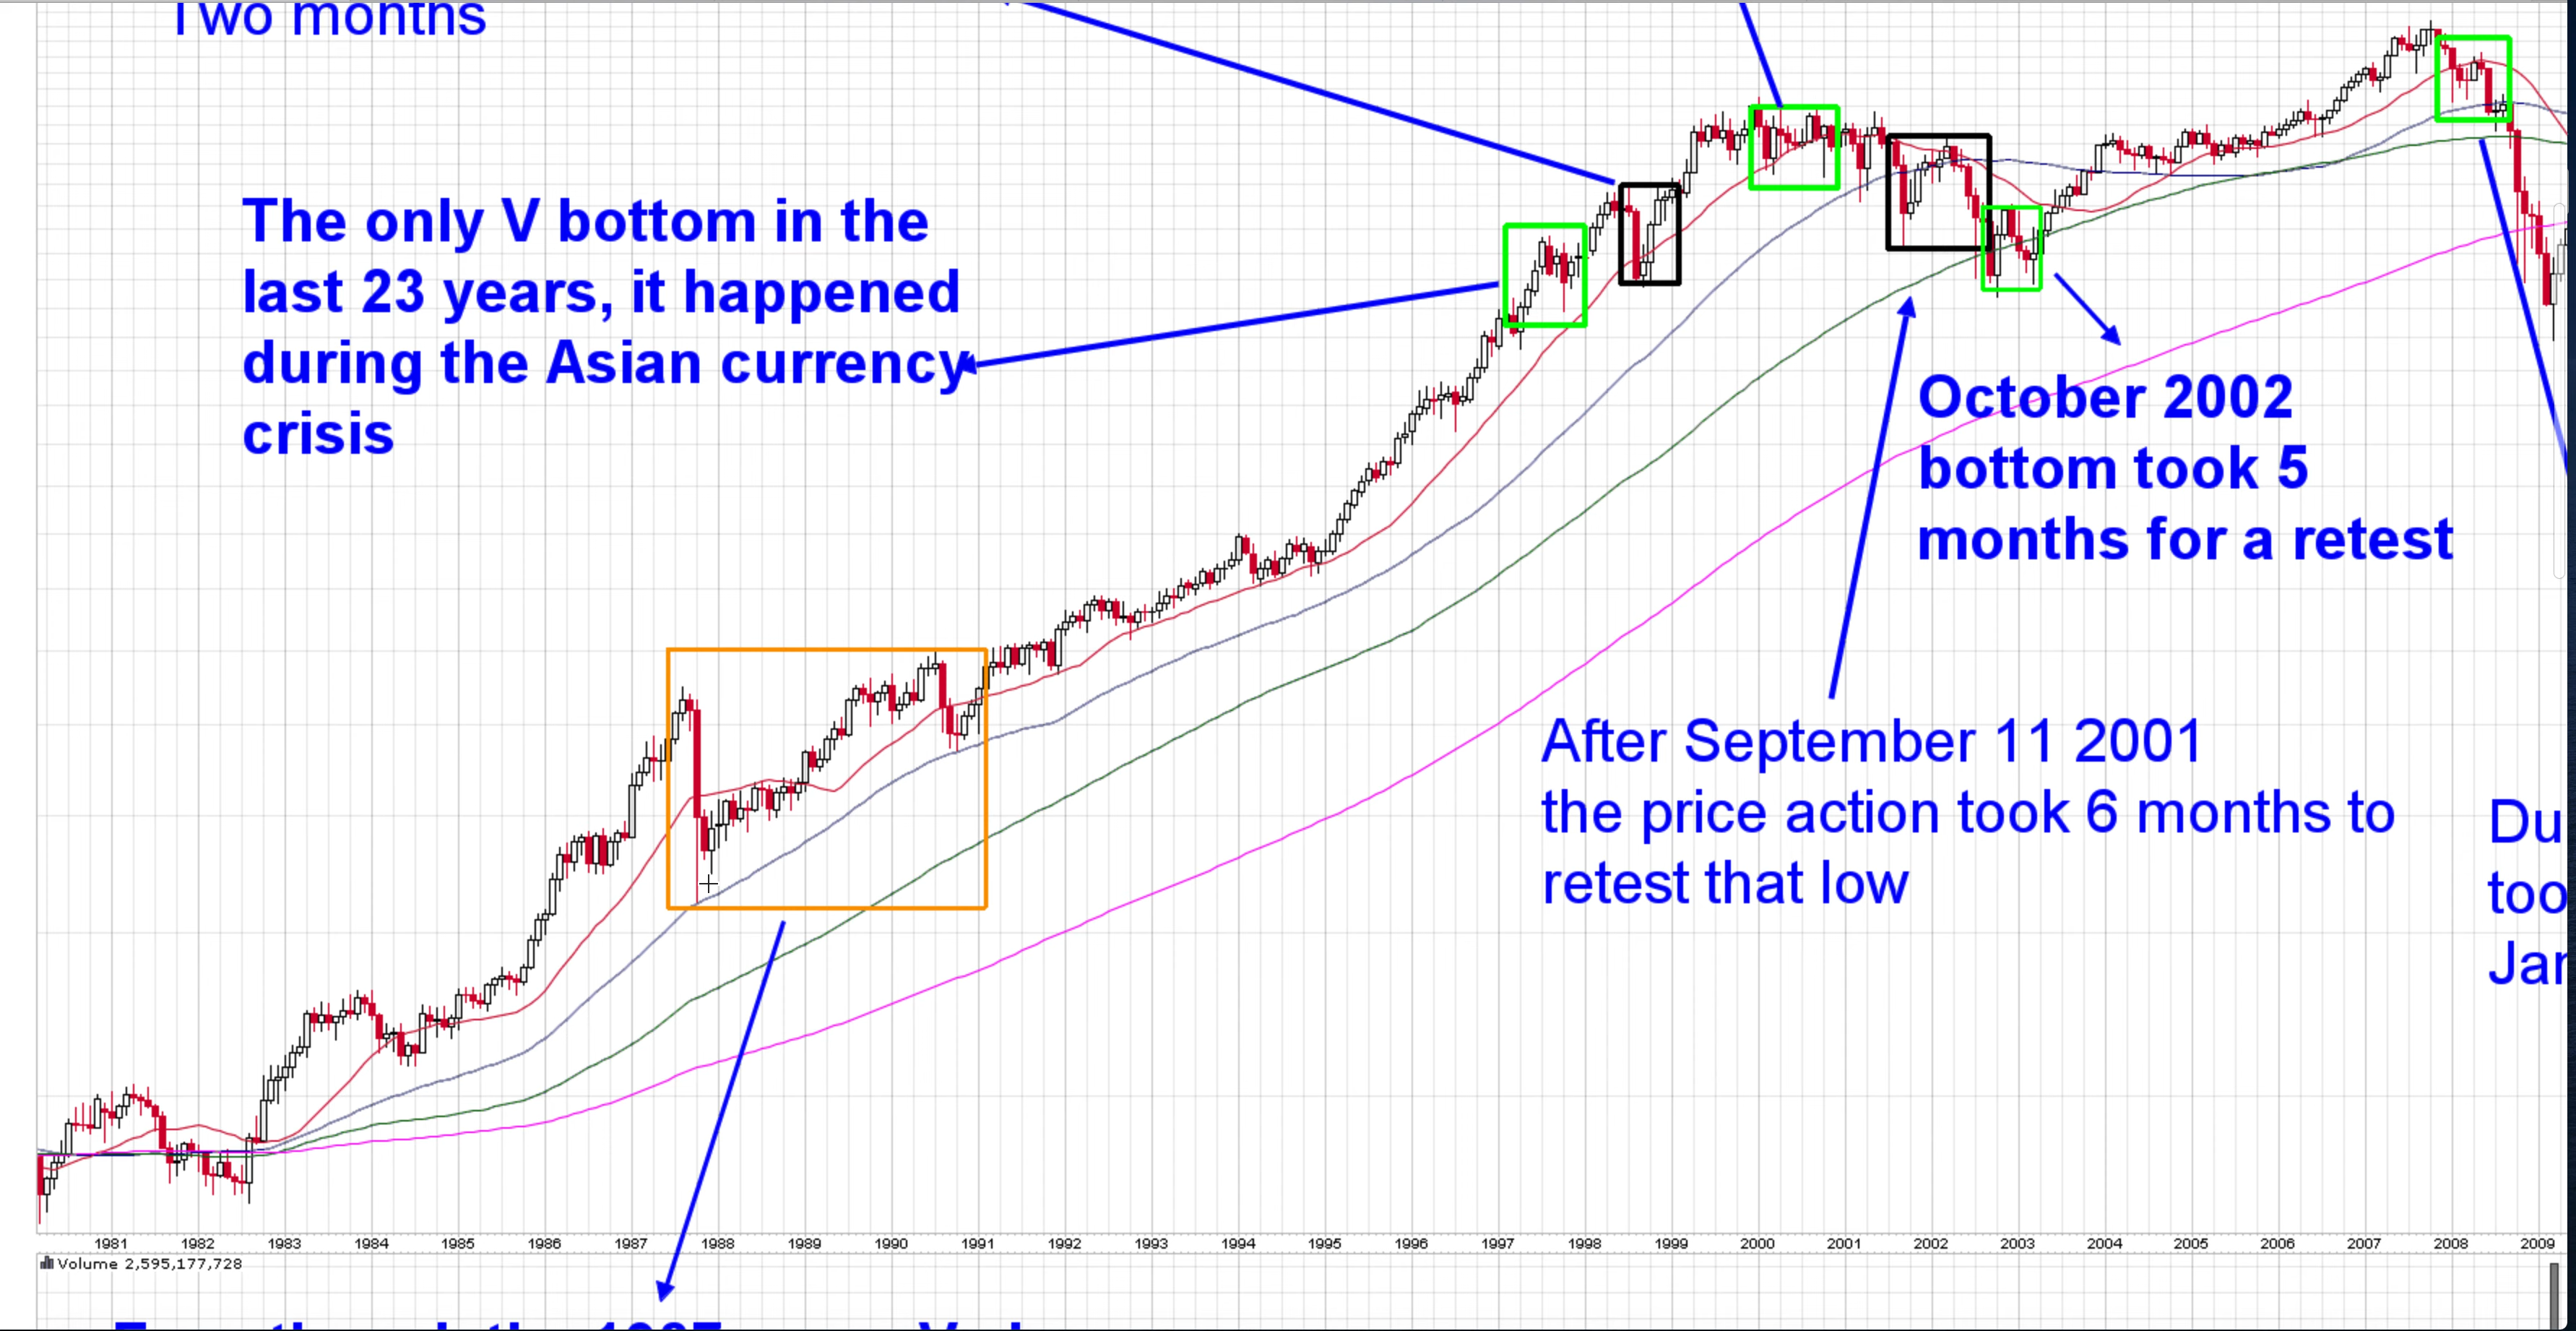 Two months
The only V bottom in the
last 23 years, it happened
during the Asian currency
crisis
October 2002
bottom took 5
months for a retest
After September 11 2001
the price action took 6 months to
retest that low
Du
too
Jan
1981 1982 1983 1984 1985 1986 1987 1988 1989 1990 1991 1992 1993 1994 1995 1996 1997 1998 1999 2000 2001 2002 2003 2004 2005 2006 2007 2008 2009
Volume 2,595,177,728
1987